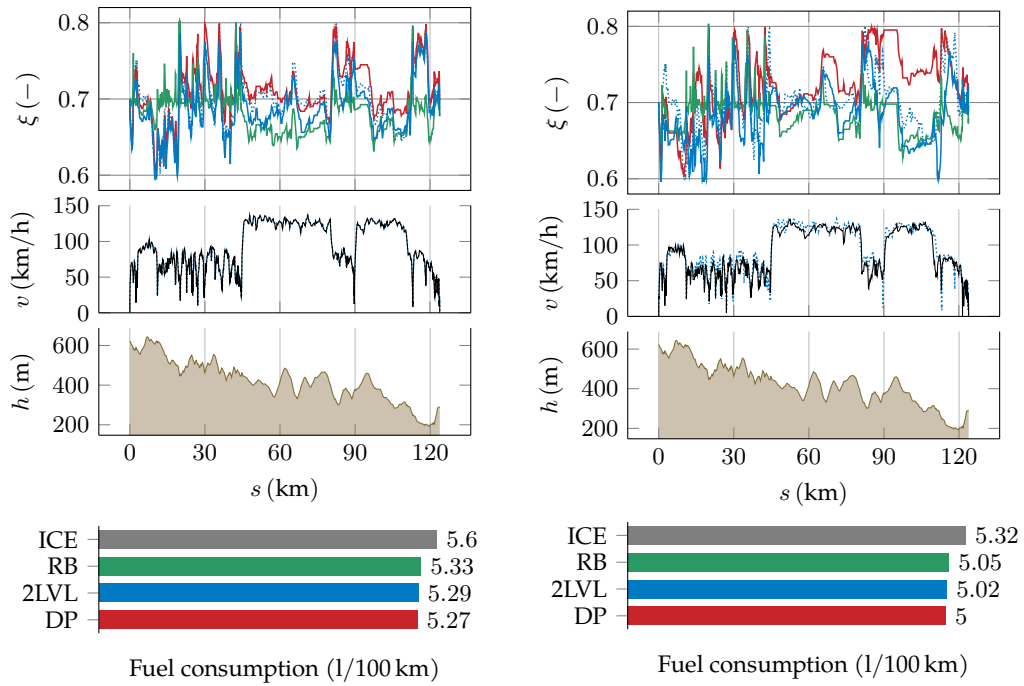 0.8
0.7
0.6
ξ (−)
150
100
50
0
v (km/h)
600
400
200
h (m)
0 30 60 90 120
s (km)
ICE 5.6
RB 5.33
2LVL 5.29
DP 5.27
Fuel consumption (l/100 km)
0.8
0.7
0.6
ξ (−)
150
100
50
0
v (km/h)
600
400
200
h (m)
0 30 60 90 120
s (km)
ICE 5.32
RB 5.05
2LVL 5.02
DP 5
Fuel consumption (l/100 km)